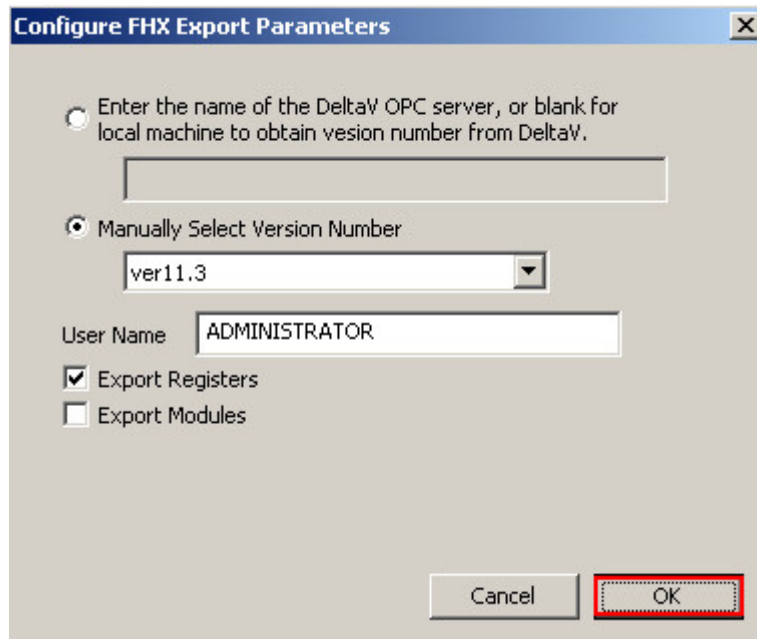 Configure FHX Export Parameters
Enter the name of the DeltaV OPC server, or blank for
local machine to obtain vesion number from DeltaV.
Manually Select Version Number
ver11.3
User Name
ADMINISTRATOR
Export Registers
Export Modules
Cancel
OK